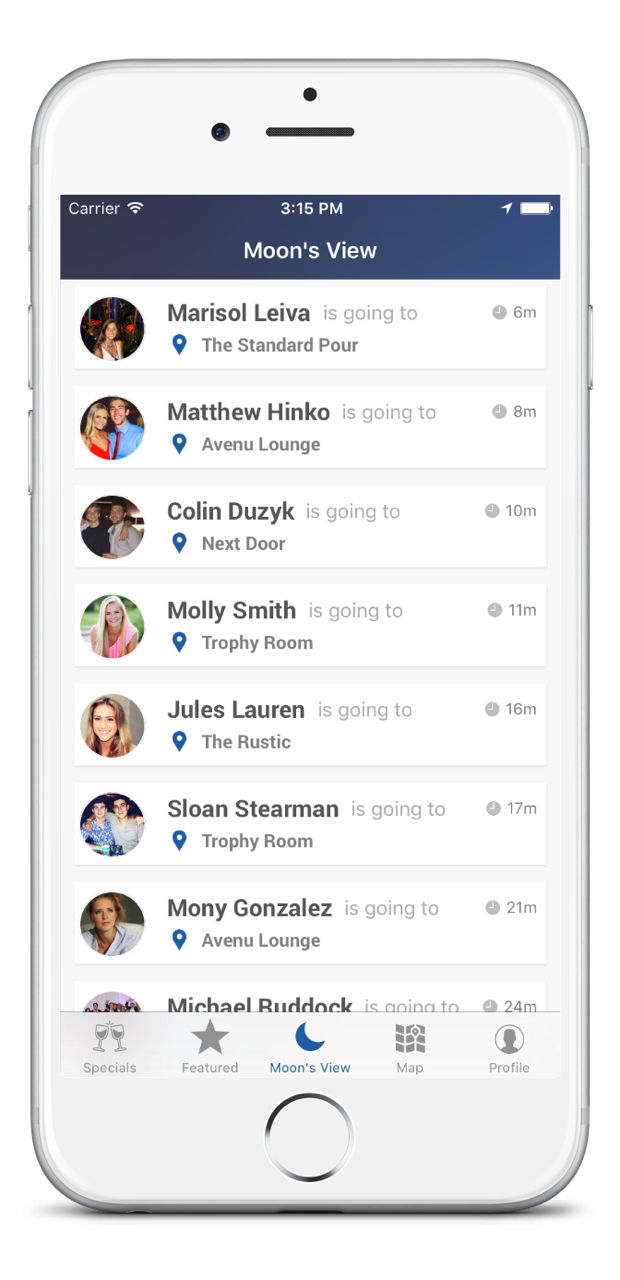 Carrier 3:15 PM
Moon's View
Marisol Leiva is going to 6m
The Standard Pour
Matthew Hinko is going to 8m
Avenu Lounge
Colin Duzyk is going to 10m
Next Door
Molly Smith is going to 11m
Trophy Room
Jules Lauren is going to 16m
The Rustic
Sloan Stearman is going to 17m
Trophy Room
Mony Gonzalez is going to 21m
Avenu Lounge
Michael Ruddock is going to 24m
Specials Featured Moon's View Map Profile